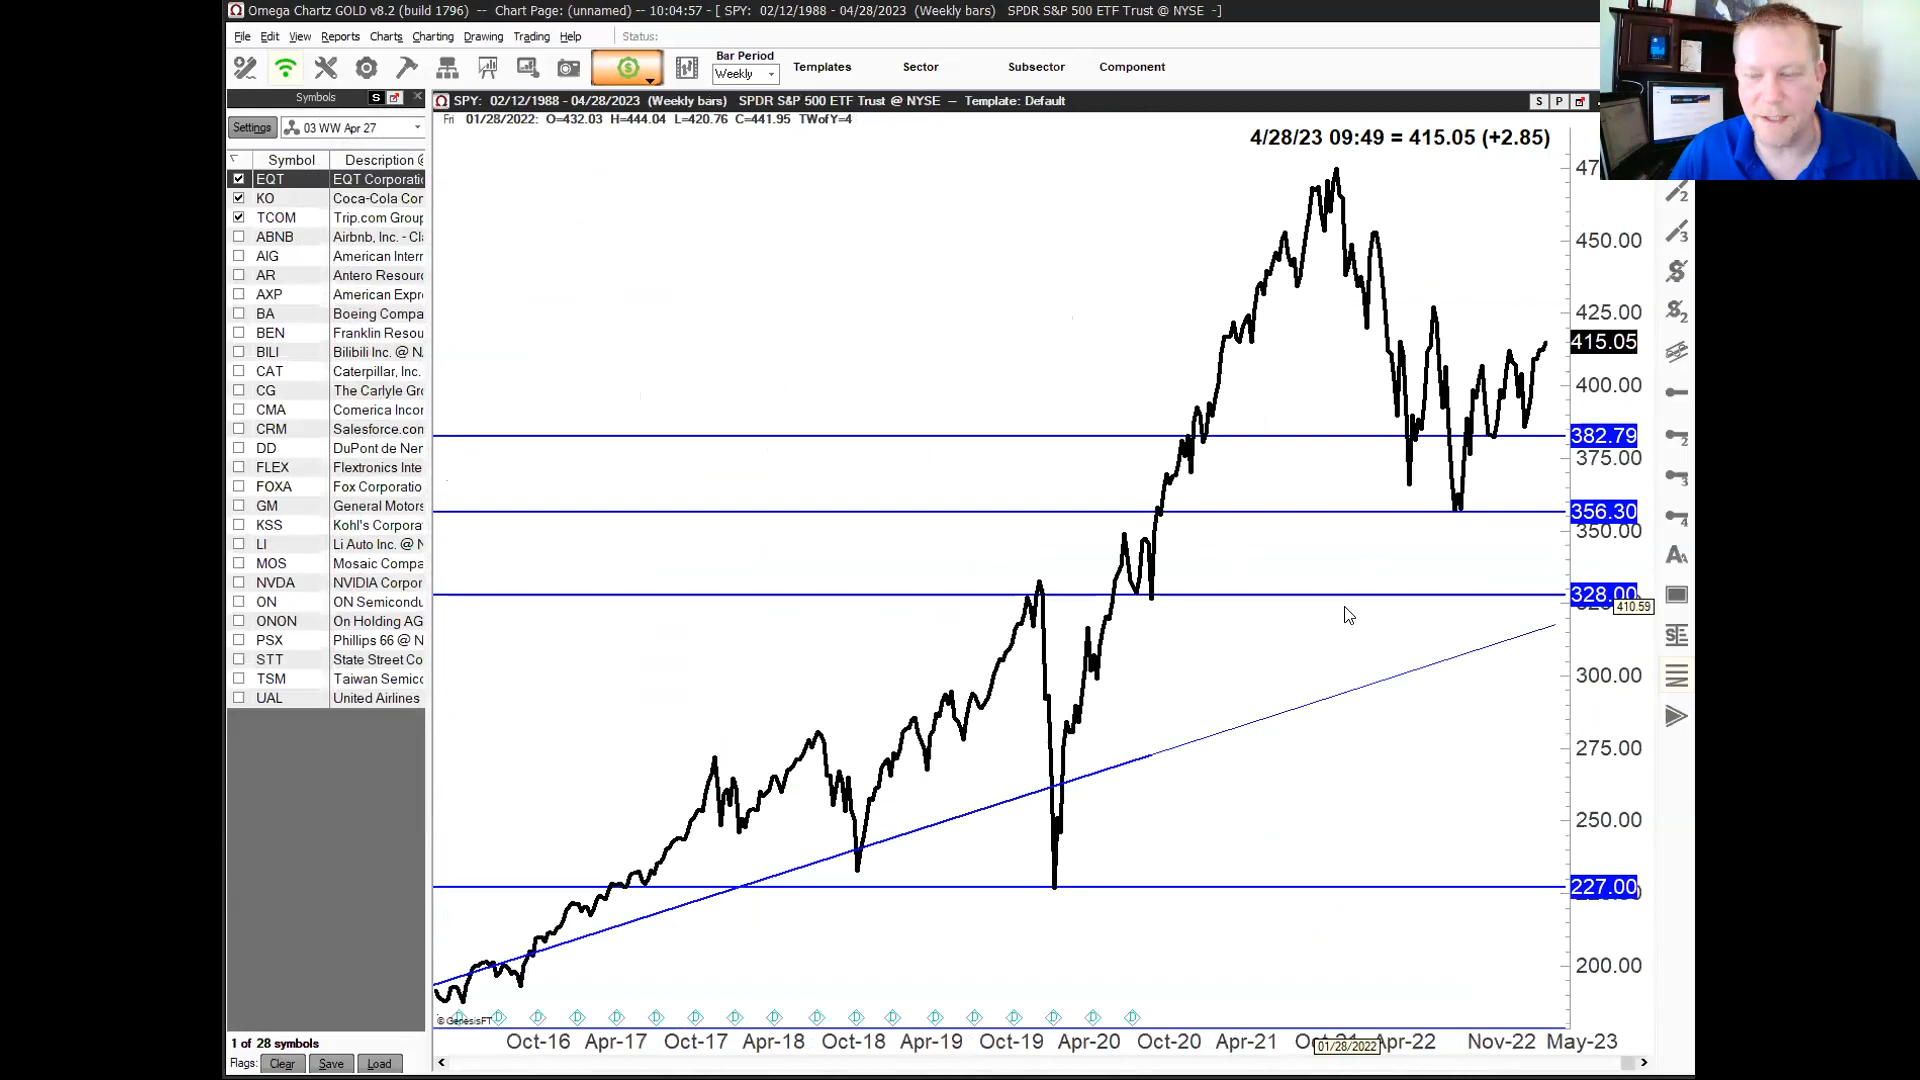 Omega Chartz GOLD v8.2 (build 1796) -- Chart Page: (unnamed) -- 10:04:57 - [ SPY: 02/12/1988 - 04/28/2023 (Weekly bars) SPDR S&P 500 ETF Trust @ NYSE -]
File Edit View Reports Charts Charting Drawing Trading Help Status:
Bar Period
Weekly Templates Sector Subsector Component
Symbols S
SPY: 02/12/1988 - 04/28/2023 (Weekly bars) SPDR S&P 500 ETF Trust @ NYSE -- Template: Default S P
Fri 01/28/2022: O=432.03 H=444.04 L=420.76 C=441.95 TWofY=4
Settings 03 WW Apr 27
4/28/23 09:49 = 415.05 (+2.85)
Symbol Description
EQT EQT Corporati
KO Coca-Cola Cor
TCOM Trip.com Group
ABNB Airbnb, Inc. - Cl
AIG American Intern
AR Antero Resourc
AXP American Expr
BA Boeing Compa
BEN Franklin Resou
BILI Bilibili Inc. @ N
CAT Caterpillar, Inc.
CG The Carlyle Gr
CMA Comerica Incor
CRM Salesforce.com
DD DuPont de Ner
FLEX Flextronics Inte
FOXA Fox Corporatio
GM General Motors
KSS Kohl's Corpora
LI Li Auto Inc. @ N
MOS Mosaic Compa
NVDA NVIDIA Corpor
ON ON Semicondu
ONON On Holding AG
PSX Phillips 66 @ N
STT State Street Co
TSM Taiwan Semico
UAL United Airlines
1 of 28 symbols
Flags: Clear Save Load
47
450.00
425.00
415.05
400.00
382.79
375.00
356.30
350.00
328.00
410.59
300.00
275.00
250.00
227.00
200.00
D D D D D D D D D D D D D D D D D D
© GenesisFT
Oct-16 Apr-17 Oct-17 Apr-18 Oct-18 Apr-19 Oct-19 Apr-20 Oct-20 Apr-21 Apr-22 Nov-22 May-23
01/28/2022